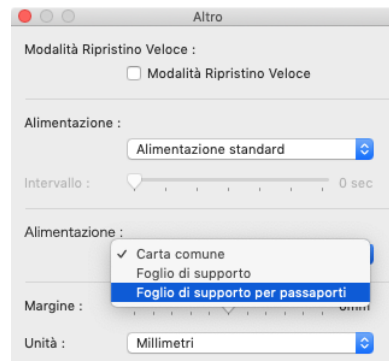 Altro
Modalità Ripristino Veloce :
Modalità Ripristino Veloce
Alimentazione :
Alimentazione standard
Intervallo :
0 sec
Alimentazione :
✓ Carta comune
Foglio di supporto
Foglio di supporto per passaporti
Margine :
0mm
Unità :
Millimetri